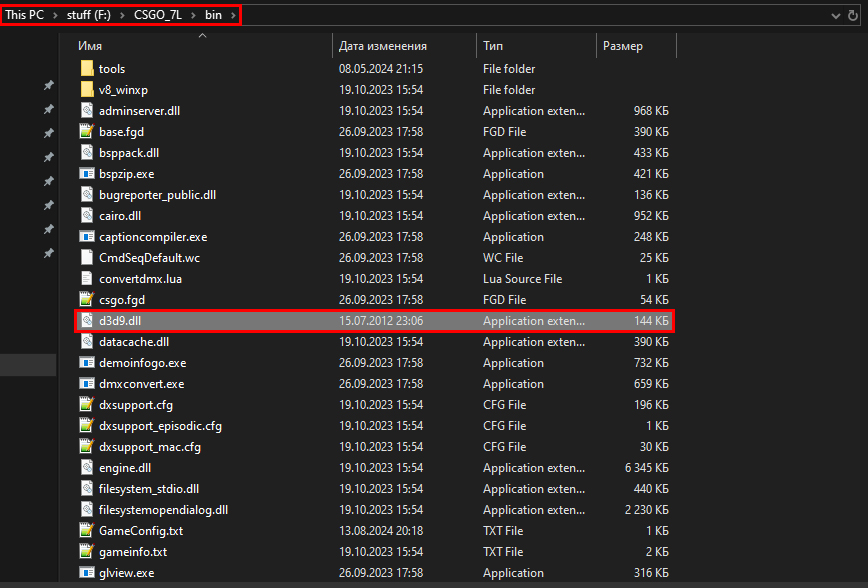 This PC > stuff (F:) > CSGO_7L > bin >
Имя Дата изменения Тип Размер
tools 08.05.2024 21:15 File folder
v8_winxp 19.10.2023 15:54 File folder
adminserver.dll 19.10.2023 15:54 Application exten... 968 КБ
base.fgd 26.09.2023 17:58 FGD File 390 КБ
bsppack.dll 19.10.2023 15:54 Application exten... 433 КБ
bspzip.exe 26.09.2023 17:58 Application 421 КБ
bugreporter_public.dll 19.10.2023 15:54 Application exten... 136 КБ
cairo.dll 19.10.2023 15:54 Application exten... 952 КБ
captioncompiler.exe 26.09.2023 17:58 Application 248 КБ
CmdSeqDefault.wc 26.09.2023 17:58 WC File 25 КБ
convertdmx.lua 19.10.2023 15:54 Lua Source File 1 КБ
csgo.fgd 26.09.2023 17:58 FGD File 54 КБ
d3d9.dll 15.07.2012 23:06 Application exten... 144 КБ
datacache.dll 19.10.2023 15:54 Application exten... 390 КБ
demoinfogo.exe 26.09.2023 17:58 Application 732 КБ
dmxconvert.exe 26.09.2023 17:58 Application 659 КБ
dxsupport.cfg 19.10.2023 15:54 CFG File 196 КБ
dxsupport_episodic.cfg 19.10.2023 15:54 CFG File 1 КБ
dxsupport_mac.cfg 19.10.2023 15:54 CFG File 30 КБ
engine.dll 19.10.2023 15:54 Application exten... 6 345 КБ
filesystem_stdio.dll 19.10.2023 15:54 Application exten... 440 КБ
filesystemopendialog.dll 19.10.2023 15:54 Application exten... 2 230 КБ
GameConfig.txt 13.08.2024 20:18 TXT File 1 КБ
gameinfo.txt 19.10.2023 15:54 TXT File 2 КБ
glview.exe 26.09.2023 17:58 Application 316 КБ